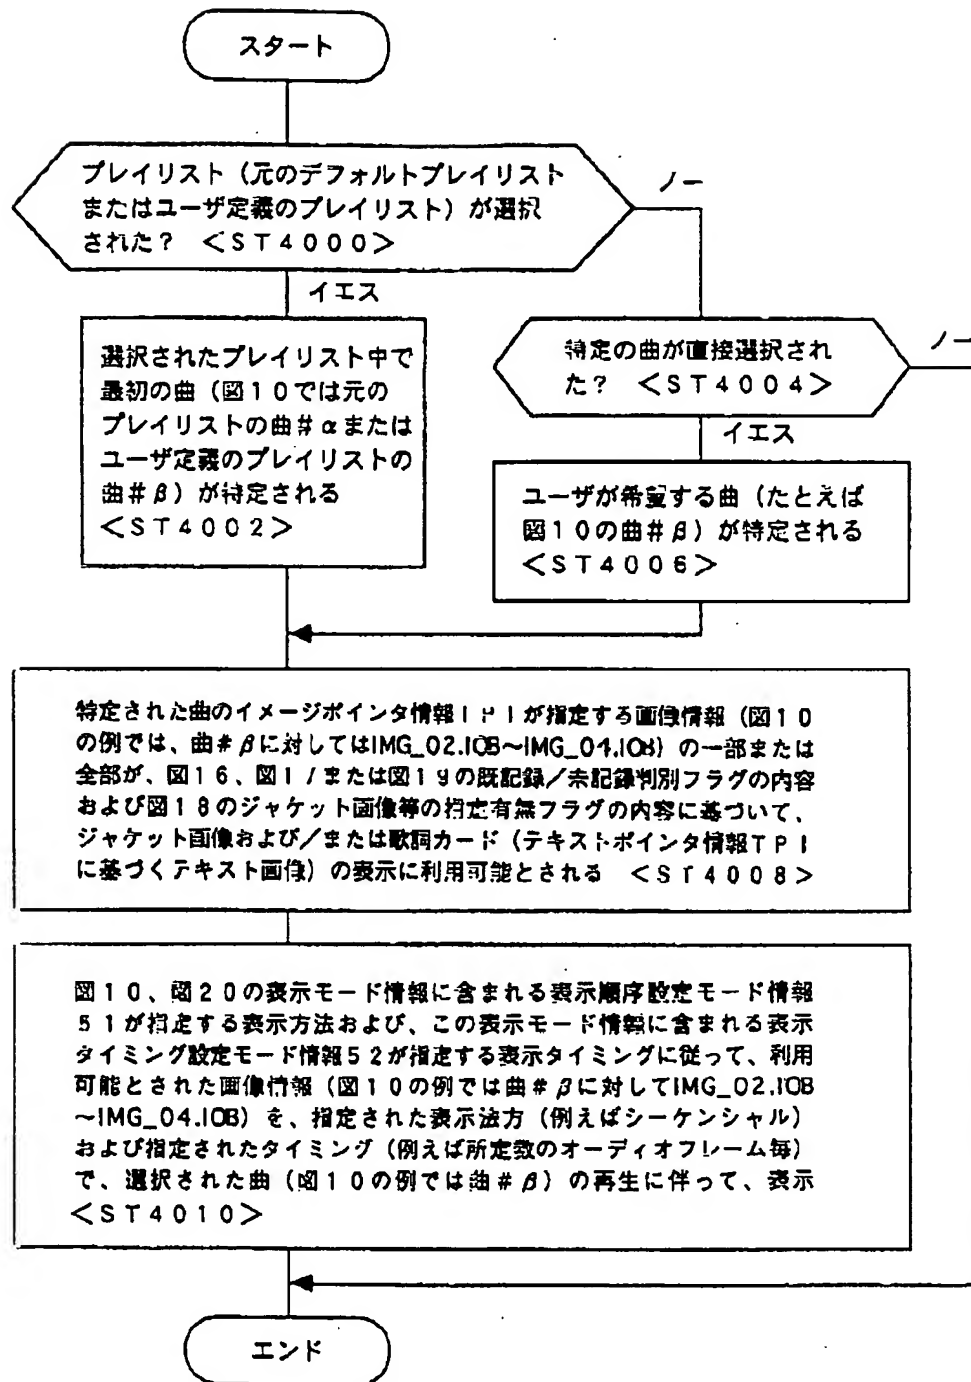 スタート
プレイリスト(元のデフォルトプレイリスト
またはユーザ定義のプレイリスト)が選択
された? <ST4000>
ノー
イエス
選択されたプレイリスト中で
最初の曲(図10では元の
プレイリストの曲#αまたは
ユーザ定義のプレイリストの
曲#β)が特定される
<ST4002>
特定の曲が直接選択され
た? <ST4004>
ノー
イエス
ユーザが希望する曲(たとえば
図10の曲#β)が特定される
<ST4006>
特定された曲のイメージポインタ情報IPIが指定する画像情報(図10
の例では、曲#βに対してはIMG_02.IOB~IMG_04.IOB)の一部または
全部が、図16、図17または図19の既記録/未記録判別フラグの内容
および図18のジャケット画像等の指定有無フラグの内容に基づいて、
ジャケット画像および/または歌詞カード(テキストポインタ情報TPI
に基づくテキスト画像)の表示に利用可能とされる <ST4008>
図10、図20の表示モード情報に含まれる表示順序設定モード情報
51が指定する表示方法および、この表示モード情報に含まれる表示
タイミング設定モード情報52が指定する表示タイミングに従って、利用
可能とされた画像情報(図10の例では曲#βに対してIMG_02.IOB
~IMG_04.IOB)を、指定された表示法方(例えばシーケンシャル)
および指定されたタイミング(例えば所定数のオーディオフレーム毎)
で、選択された曲(図10の例では曲#β)の再生に伴って、表示
<ST4010>
エンド